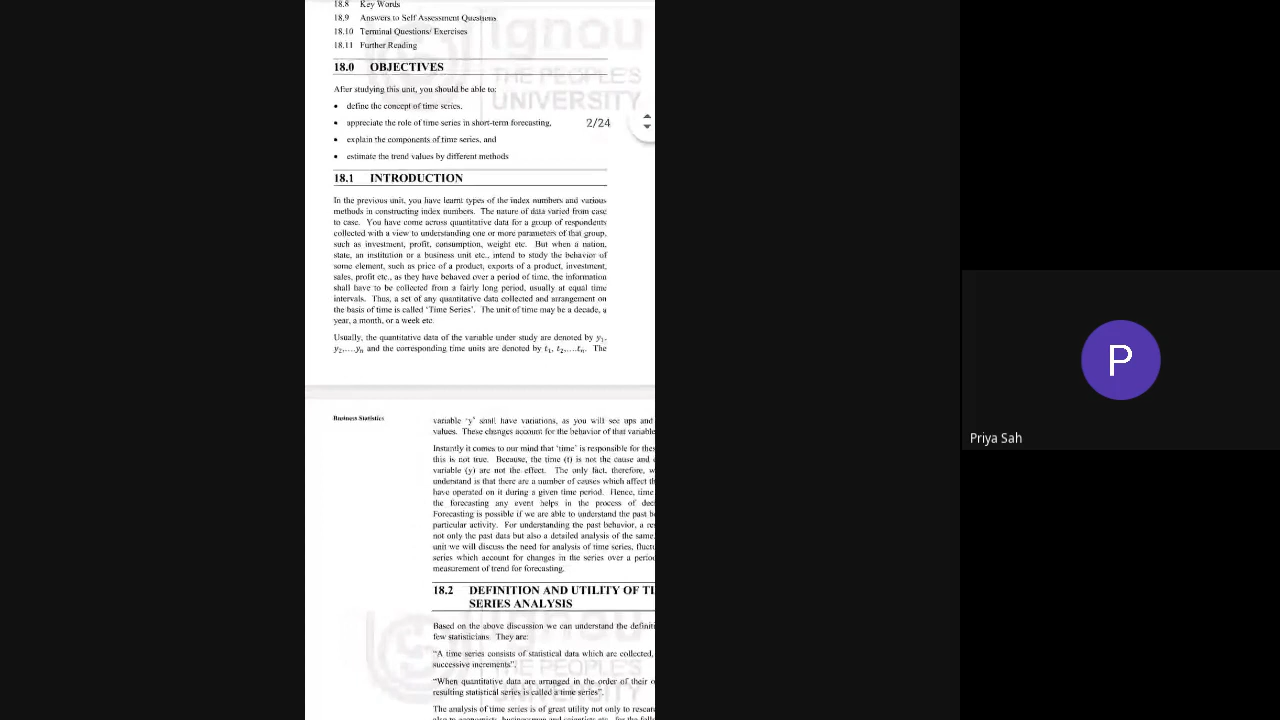 18.8 Key Words
18.9 Answers to Self Assessment Questions
18.10 Terminal Questions/ Exercises
18.11 Further Reading
ignou
THE PEOPLE'S
UNIVERSITY
18.0 OBJECTIVES
After studying this unit, you should be able to:
• define the concept of time series,
• appreciate the role of time series in short-term forecasting,
2/24
• explain the components of time series, and
• estimate the trend values by different methods
18.1 INTRODUCTION
In the previous unit, you have learnt types of the index numbers and various
methods in constructing index numbers. The nature of data varied from case
to case. You have come across quantitative data for a group of respondents
collected with a view to understanding one or more parameters of that group,
such as investment, profit, consumption, weight etc. But when a nation,
state, an institution or a business unit etc., intend to study the behavior of
some element, such as price of a product, exports of a product, investment,
sales, profit etc., as they have behaved over a period of time, the information
shall have to be collected from a fairly long period, usually at equal time
intervals. Thus, a set of any quantitative data collected and arrangement on
the basis of time is called ‘Time Series’. The unit of time may be a decade, a
year, a month, or a week etc.
Usually, the quantitative data of the variable under study are denoted by y₁,
y₂,…yₙ and the corresponding time units are denoted by t₁, t₂,…tₙ. The
Business Statistics
variable ‘y’ shall have variations, as you will see ups and
values. These changes account for the behavior of that variable
Instantly it comes to our mind that ‘time’ is responsible for
this is not true. Because, the time (t) is not the cause and
variable (y) are not the effect. The only fact, therefore,
understand is that there are a number of causes which affect
have operated on it during a given time period. Hence, time
the forecasting any event helps in the process of
Forecasting is possible if we are able to understand the past
particular activity. For understanding the past behavior, a
not only the past data but also a detailed analysis of the same.
unit we will discuss the need for analysis of time series,
series which account for changes in the series over a
measurement of trend for forecasting.
18.2 DEFINITION AND UTILITY OF
SERIES ANALYSIS
Based on the above discussion we can understand the
few statisticians. They are:
“A time series consists of statistical data which are collected,
successive increments”.
“When quantitative data are arranged in the order of their
resulting statistical series is called a time series”.
The analysis of time series is of great utility not only to
also to economists, businessmen and scientists etc., for the
ignou
THE PEOPLE'S
UNIVERSITY
P
Priya Sah